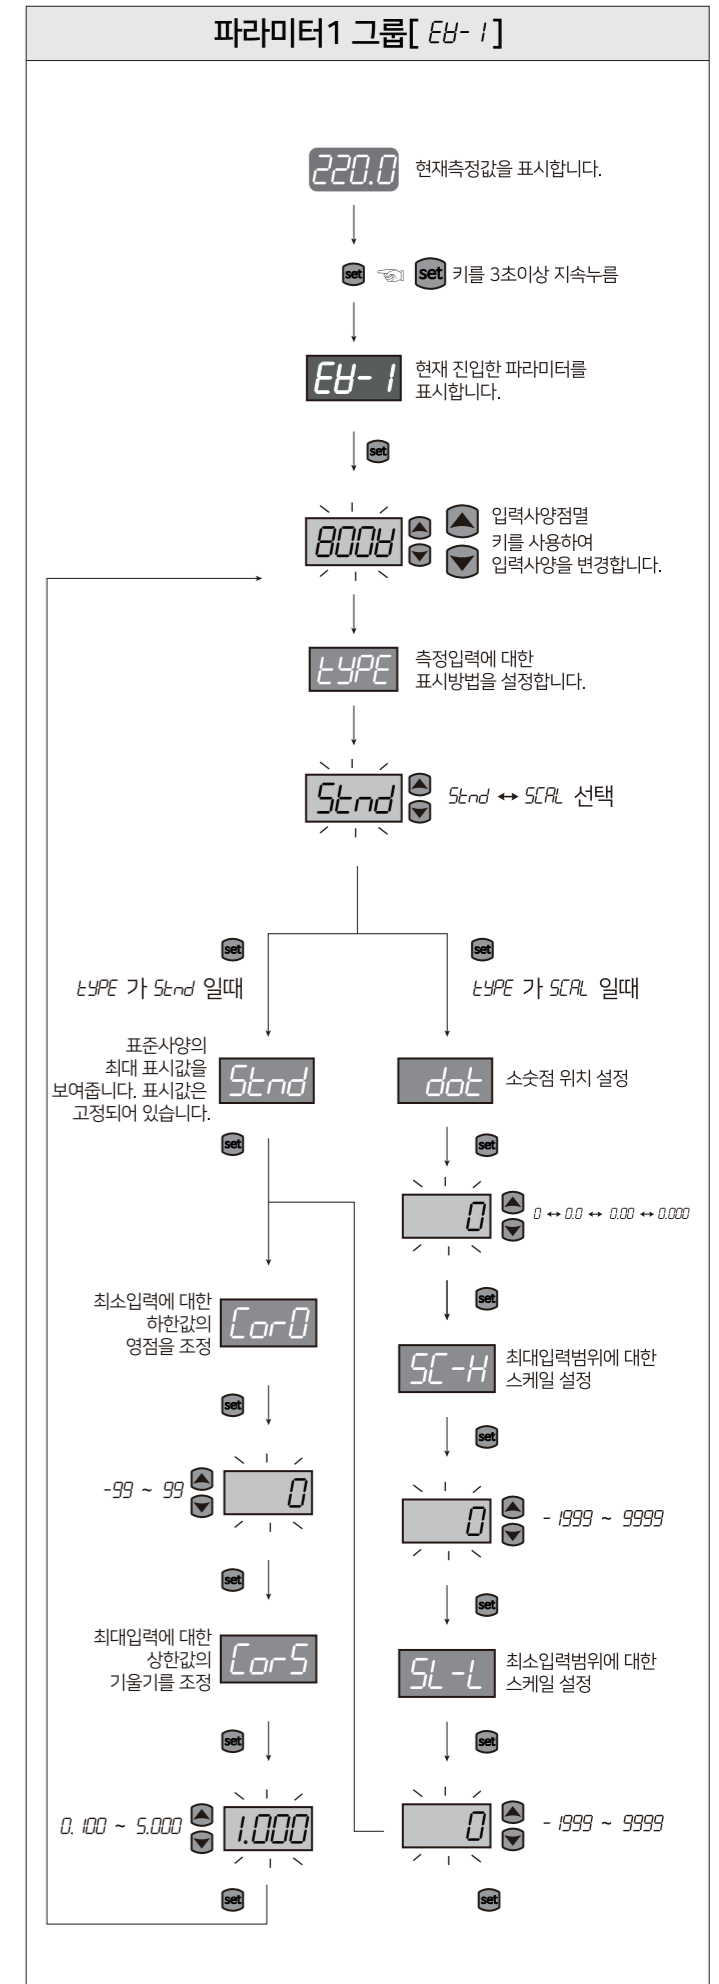 파라미터1 그룹[ EV-1 ]
220.0 현재측정값을 표시합니다.
set set 키를 3초이상 지속누름
EV-1 현재 진입한 파라미터를
표시합니다.
set
입력사양점멸
800V 키를 사용하여
입력사양을 변경합니다.
tYPE 측정입력에 대한
표시방법을 설정합니다.
Stnd Stnd ↔ SCAL 선택
set
tYPE 가 Stnd 일때
표준사양의
최대 표시값을
보여줍니다. 표시값은
고정되어 있습니다.
Stnd
set
최소입력에 대한
하한값의
영점을 조정
Cor0
set
-99 ~ 99 0
set
최대입력에 대한
상한값의
기울기를 조정
CorS
set
0.100 ~ 5.000 1.000
set
set
tYPE 가 SCAL 일때
dot 소숫점 위치 설정
set
0 0 ↔ 0.0 ↔ 0.00 ↔ 0.000
set
SC-H 최대입력범위에 대한
스케일 설정
set
0 -1999 ~ 9999
set
SL-L 최소입력범위에 대한
스케일 설정
set
0 -1999 ~ 9999
set